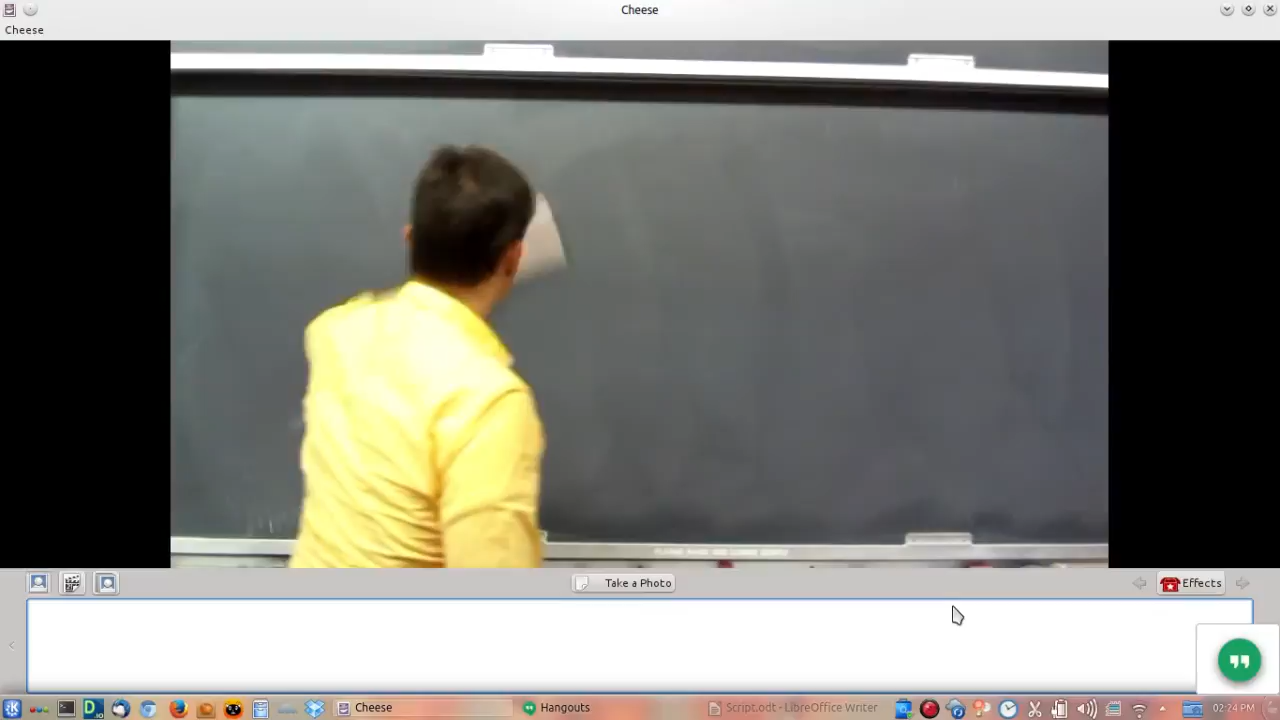 Cheese
Cheese
Take a Photo
Effects
Cheese
Hangouts
Script.odt - LibreOffice Writer
02:24 PM